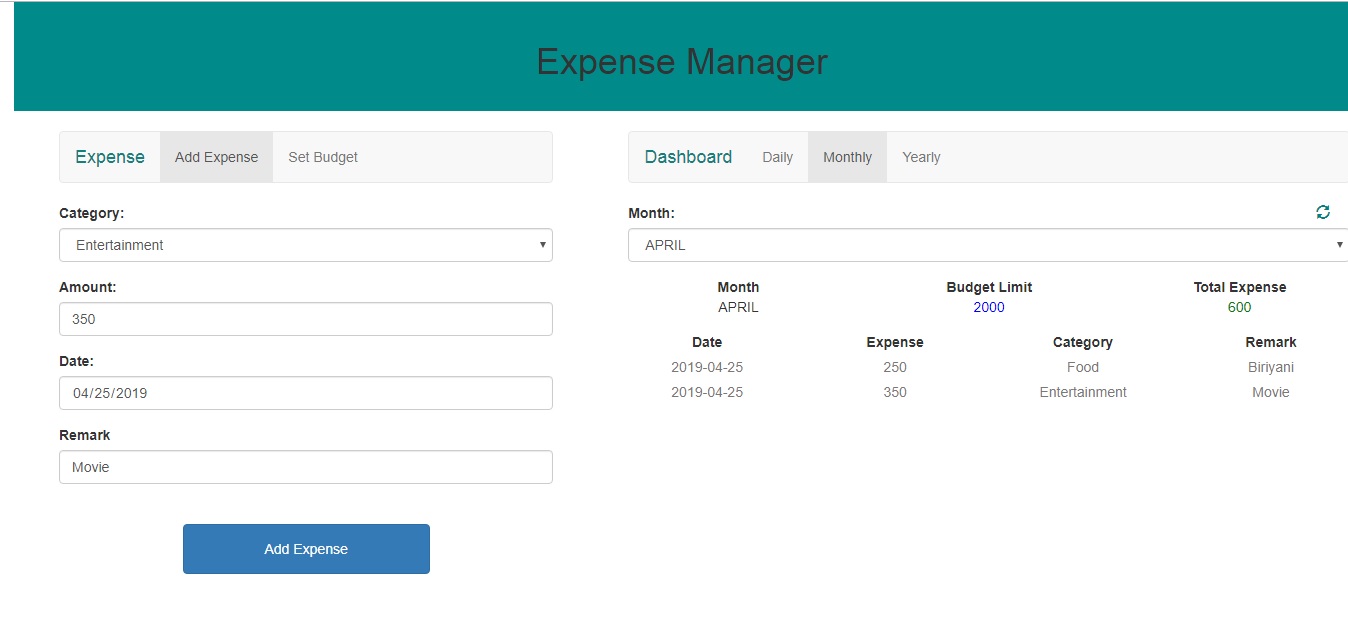 Expense Manager
Expense Add Expense Set Budget
Category:
Entertainment
Amount:
350
Date:
04/25/2019
Remark
Movie
Add Expense
Dashboard Daily Monthly Yearly
Month:
APRIL
Month Budget Limit Total Expense
APRIL 2000 600
Date Expense Category Remark
2019-04-25 250 Food Biriyani
2019-04-25 350 Entertainment Movie